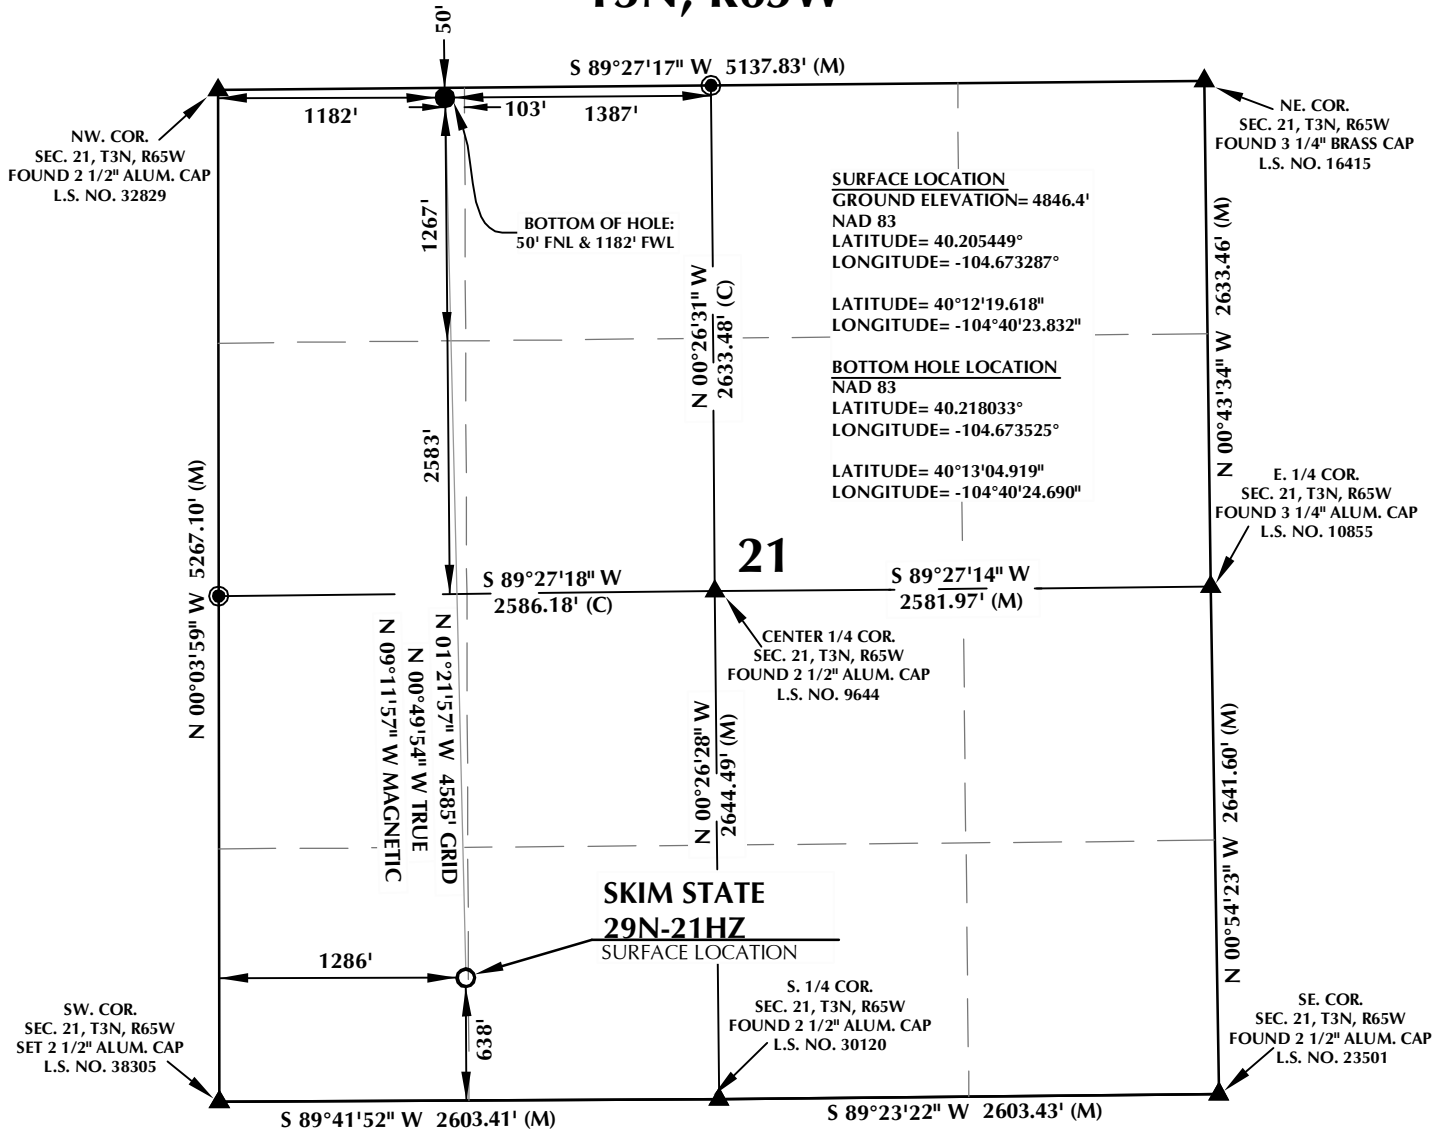 T3N, R65W
50'
S 89°27'17" W 5137.83' (M)
1182'
103'
1387'
NW. COR.
SEC. 21, T3N, R65W
FOUND 2 1/2" ALUM. CAP
L.S. NO. 32829
NE. COR.
SEC. 21, T3N, R65W
FOUND 3 1/4" BRASS CAP
L.S. NO. 16415
1267'
BOTTOM OF HOLE:
50' FNL & 1182' FWL
SURFACE LOCATION
GROUND ELEVATION= 4846.4'
NAD 83
LATITUDE= 40.205449°
LONGITUDE= -104.673287°
LATITUDE= 40°12'19.618"
LONGITUDE= -104°40'23.832"
BOTTOM HOLE LOCATION
NAD 83
LATITUDE= 40.218033°
LONGITUDE= -104.673525°
LATITUDE= 40°13'04.919"
LONGITUDE= -104°40'24.690"
N 00°26'31" W
2633.48' (C)
N 00°43'34" W 2633.46' (M)
2583'
N 00°03'59" W 5267.10' (M)
E. 1/4 COR.
SEC. 21, T3N, R65W
FOUND 3 1/4" ALUM. CAP
L.S. NO. 10855
21
S 89°27'18" W
2586.18' (C)
S 89°27'14" W
2581.97' (M)
CENTER 1/4 COR.
SEC. 21, T3N, R65W
FOUND 2 1/2" ALUM. CAP
L.S. NO. 9644
N 01°21'57" W 4585' GRID
N 00°49'54" W TRUE
N 09°11'57" W MAGNETIC
N 00°26'28" W
2644.49' (M)
N 00°54'23" W 2641.60' (M)
SKIM STATE
29N-21HZ
SURFACE LOCATION
1286'
638'
SW. COR.
SEC. 21, T3N, R65W
SET 2 1/2" ALUM. CAP
L.S. NO. 38305
S. 1/4 COR.
SEC. 21, T3N, R65W
FOUND 2 1/2" ALUM. CAP
L.S. NO. 30120
SE. COR.
SEC. 21, T3N, R65W
FOUND 2 1/2" ALUM. CAP
L.S. NO. 23501
S 89°41'52" W 2603.41' (M)
S 89°23'22" W 2603.43' (M)